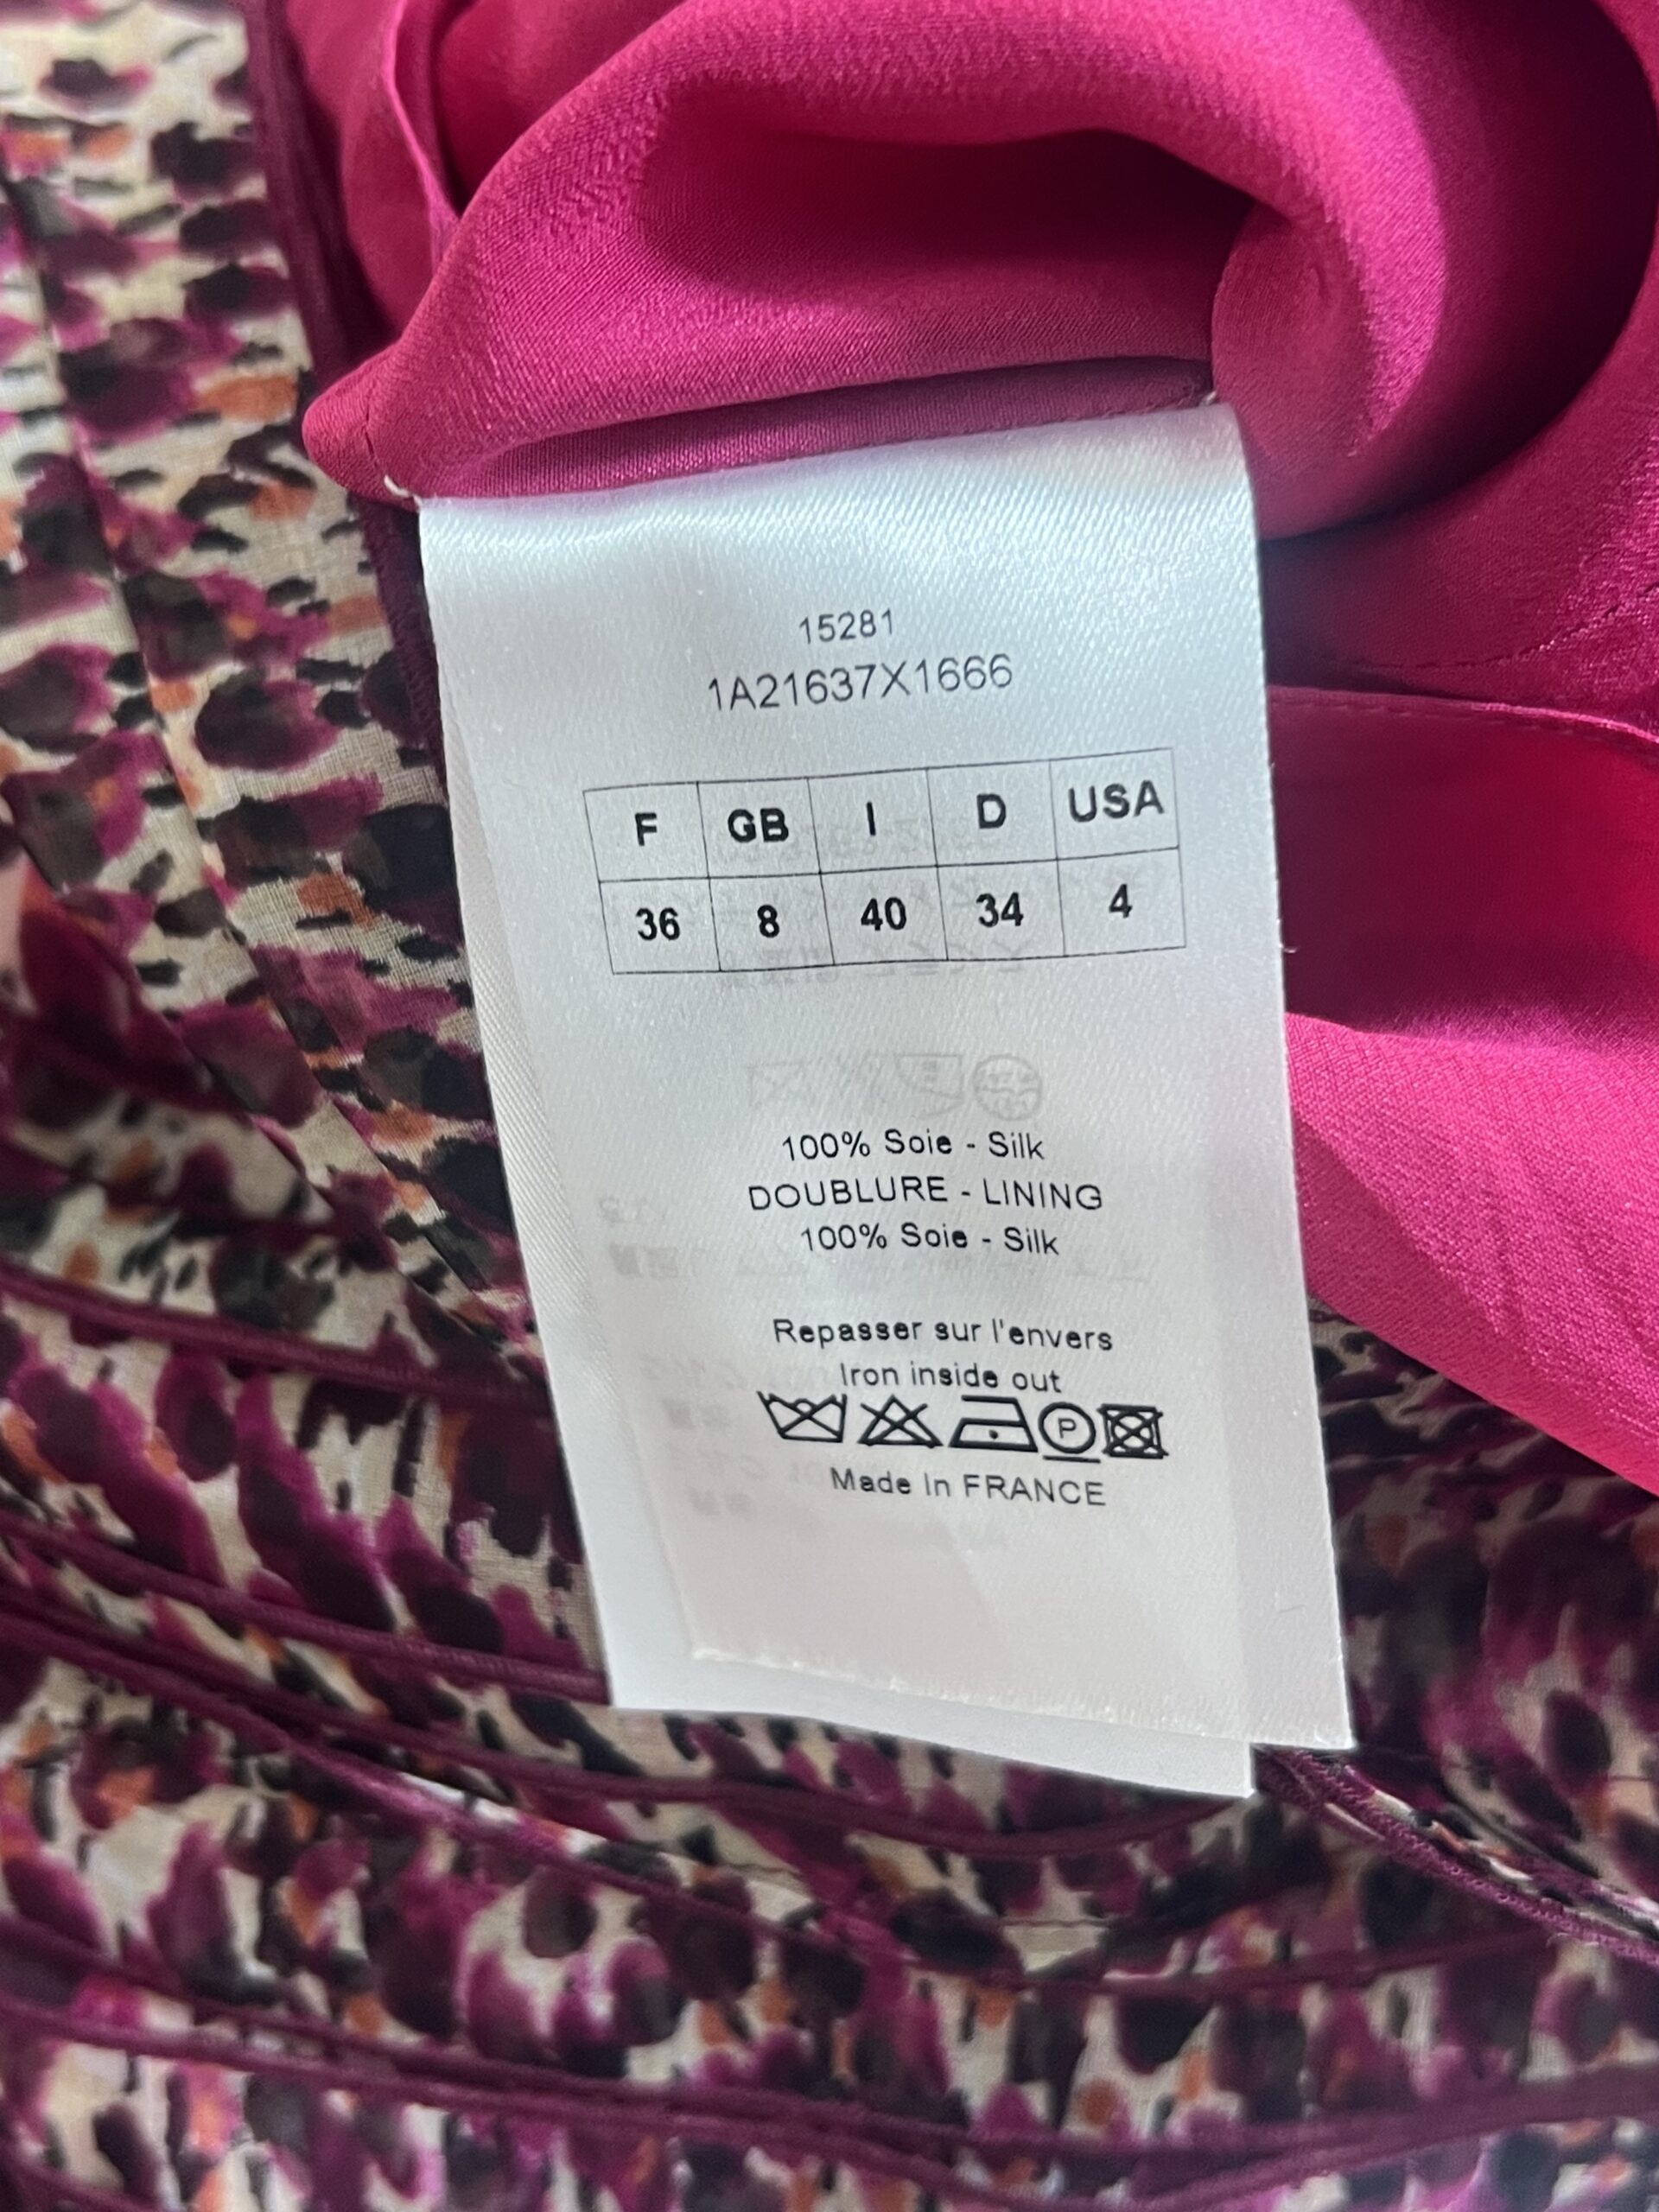 15281
1A21637X1666
F GB I D USA
36 8 40 34 4
100% Soie - Silk
DOUBLURE - LINING
100% Soie - Silk
Repasser sur l'envers
Iron inside out
P
Made In FRANCE